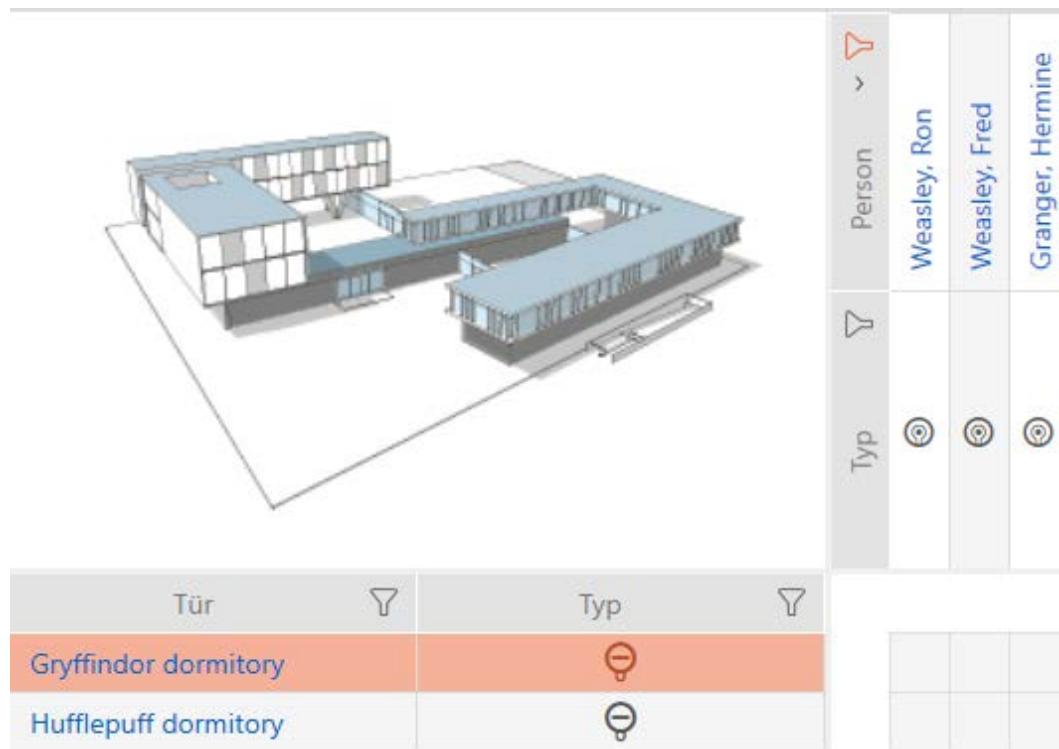 Person
Weasley, Ron
Weasley, Fred
Granger, Hermine
Typ
Tür
Typ
Gryffindor dormitory
Hufflepuff dormitory